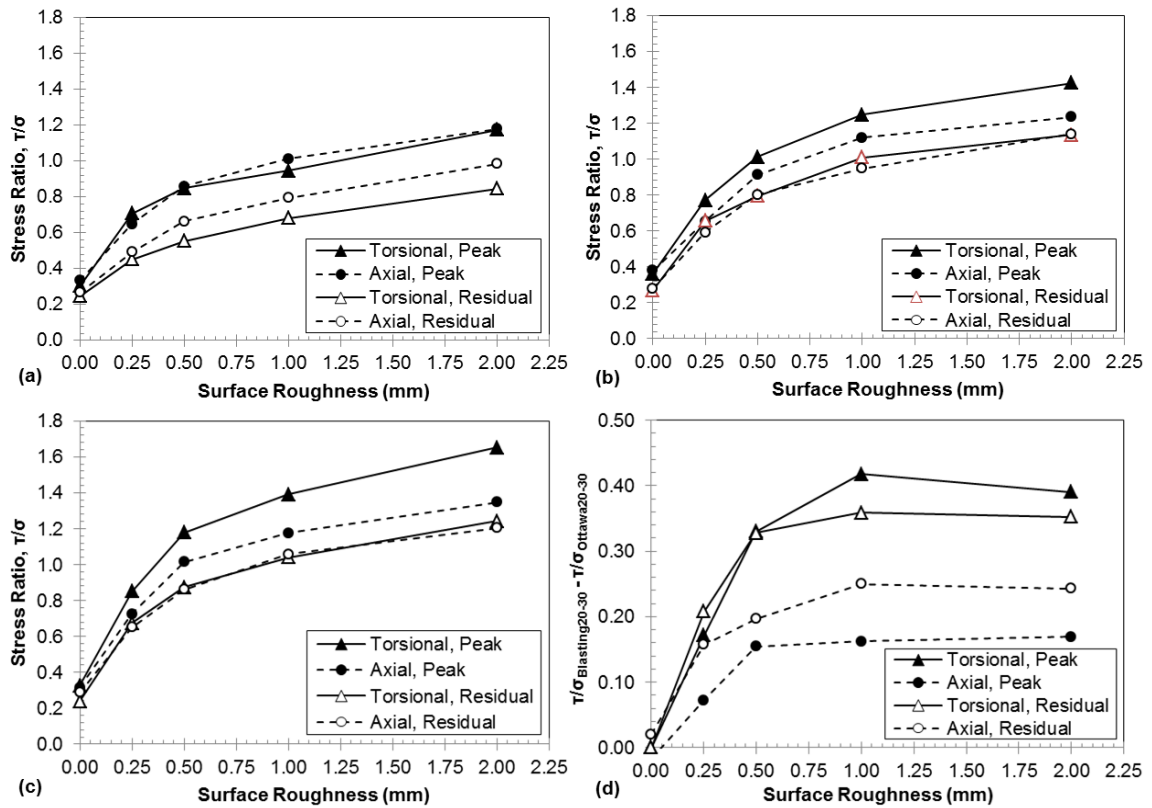 1.8
1.6
1.4
1.2
1.0
0.8
0.6
0.4
0.2
0.0
Stress Ratio, τ/σ
Torsional, Peak
Axial, Peak
Torsional, Residual
Axial, Residual
0.00 0.25 0.50 0.75 1.00 1.25 1.50 1.75 2.00 2.25
(a)
Surface Roughness (mm)
1.8
1.6
1.4
1.2
1.0
0.8
0.6
0.4
0.2
0.0
Stress Ratio, τ/σ
Torsional, Peak
Axial, Peak
Torsional, Residual
Axial, Residual
0.00 0.25 0.50 0.75 1.00 1.25 1.50 1.75 2.00 2.25
(b)
Surface Roughness (mm)
1.8
1.6
1.4
1.2
1.0
0.8
0.6
0.4
0.2
0.0
Stress Ratio, τ/σ
Torsional, Peak
Axial, Peak
Torsional, Residual
Axial, Residual
0.00 0.25 0.50 0.75 1.00 1.25 1.50 1.75 2.00 2.25
(c)
Surface Roughness (mm)
0.50
0.40
0.30
0.20
0.10
0.00
τ/σBlasting20-30 - τ/σOttawa20-30
Torsional, Peak
Axial, Peak
Torsional, Residual
Axial, Residual
0.00 0.25 0.50 0.75 1.00 1.25 1.50 1.75 2.00 2.25
(d)
Surface Roughness (mm)